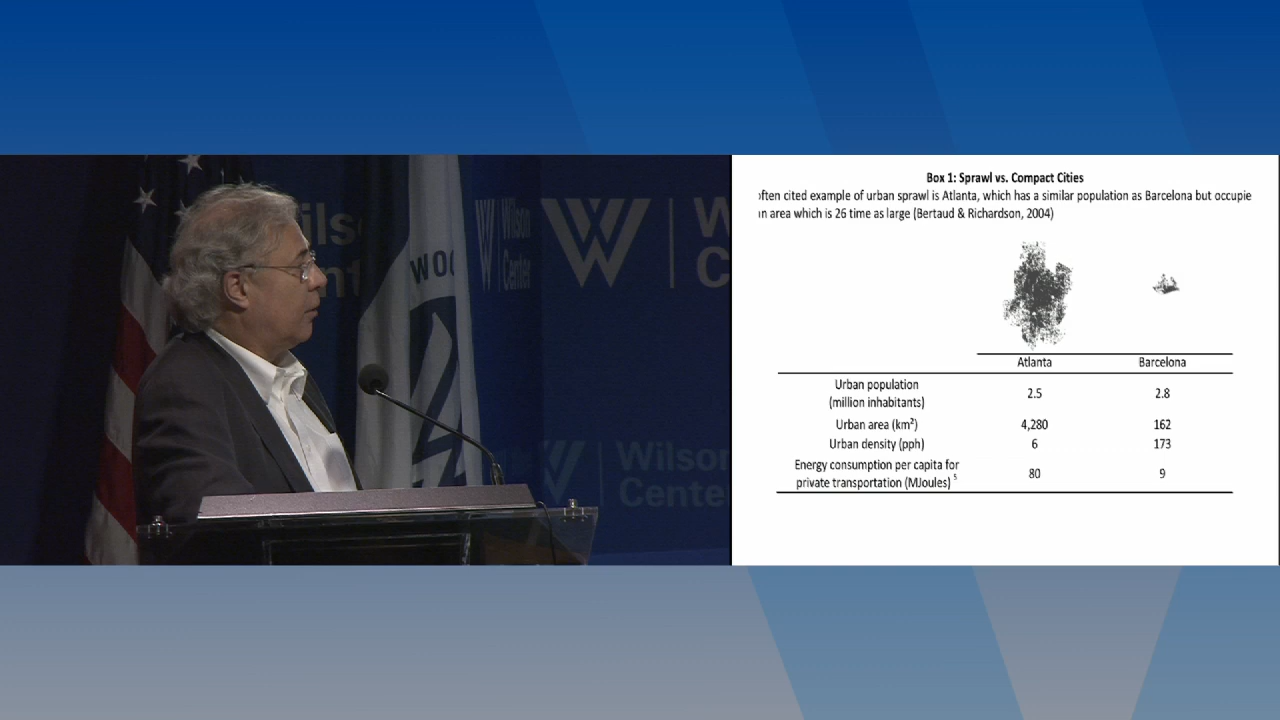 Wilson
Center
W
C
WOO
Wilson
Center
Box 1: Sprawl vs. Compact Cities
ften cited example of urban sprawl is Atlanta, which has a similar population as Barcelona but occupie
n area which is 26 time as large (Bertaud & Richardson, 2004)
Atlanta Barcelona
Urban population
(million inhabitants) 2.5 2.8
Urban area (km²) 4,280 162
Urban density (pph) 6 173
Energy consumption per capita for
private transportation (MJoules) ⁵ 80 9